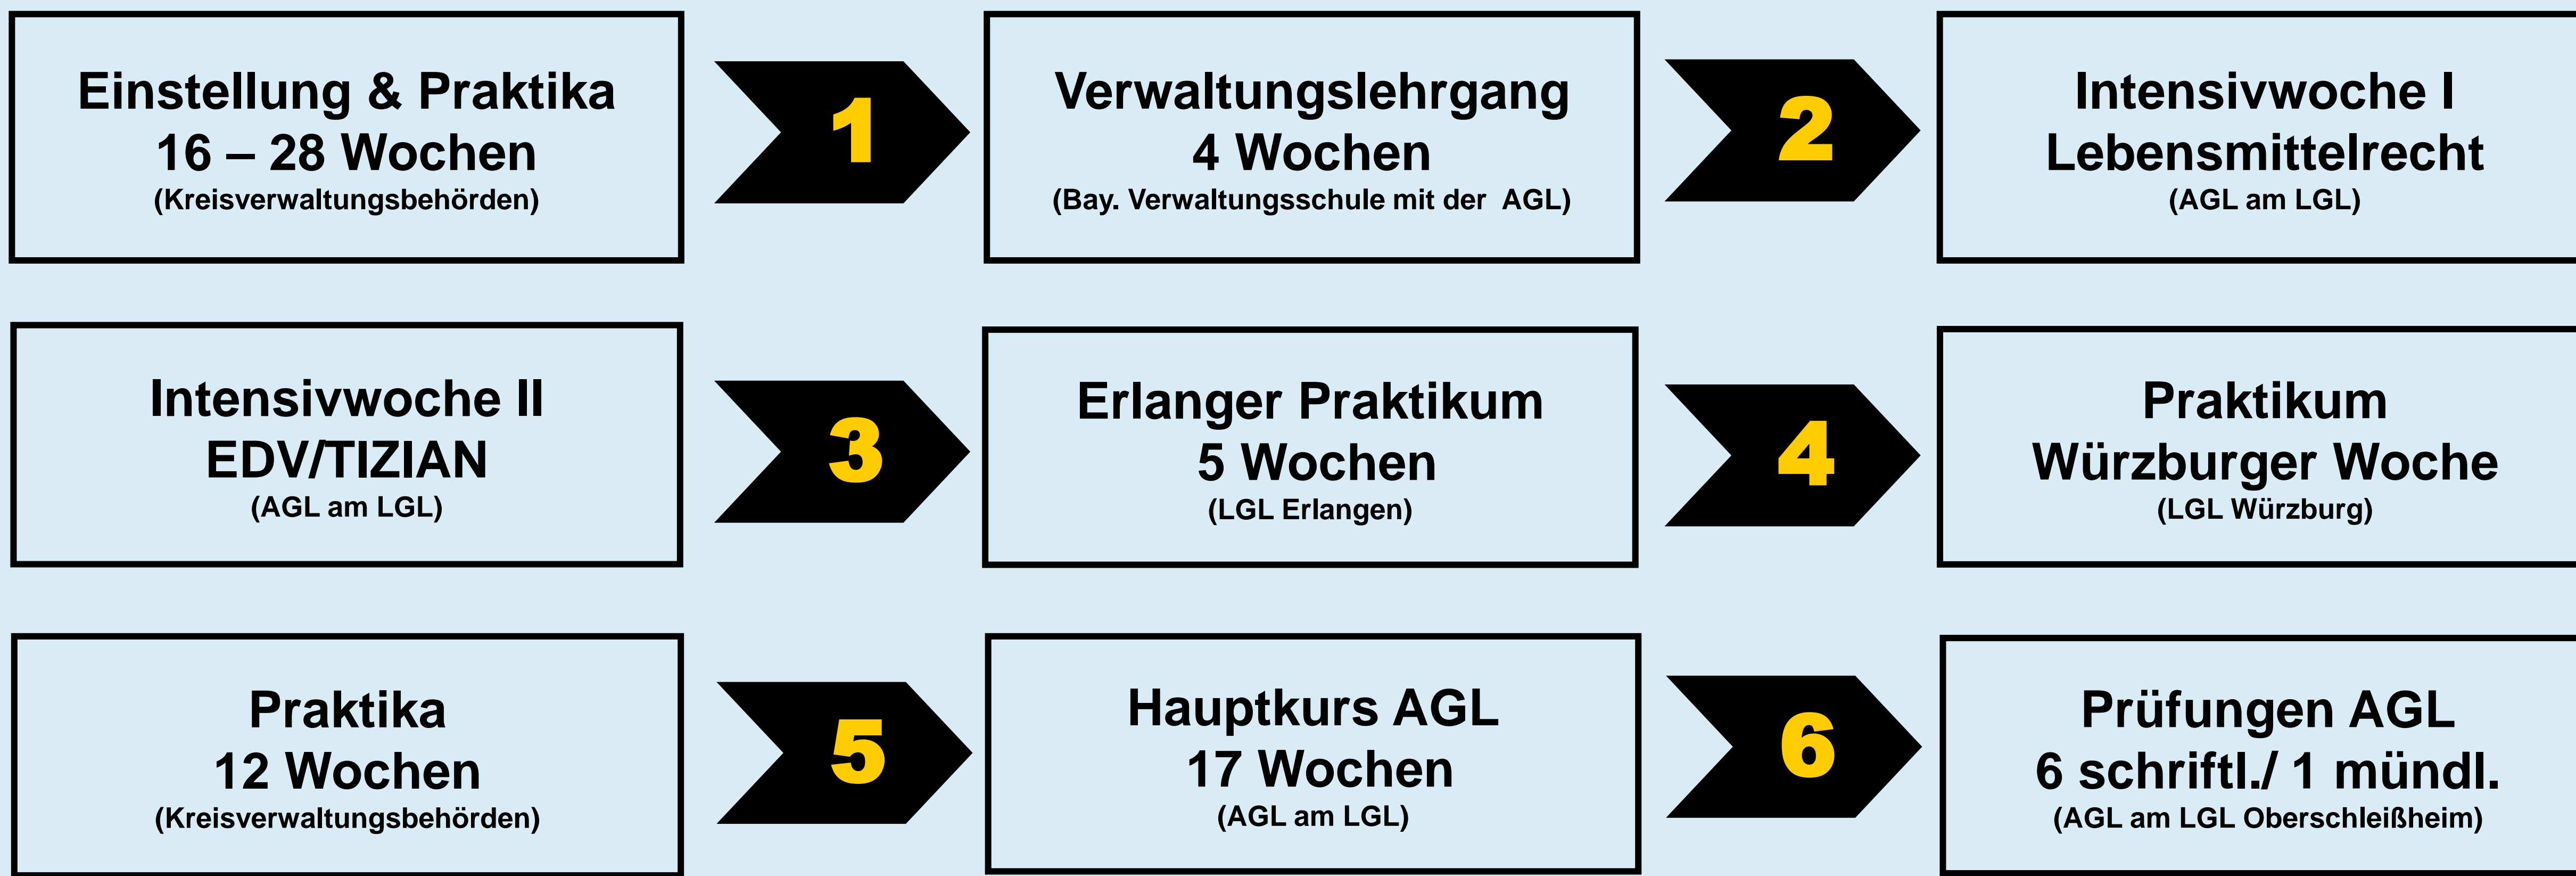 Einstellung & Praktika
16 – 28 Wochen
(Kreisverwaltungsbehörden)
1
Verwaltungslehrgang
4 Wochen
(Bay. Verwaltungsschule mit der AGL)
2
Intensivwoche I
Lebensmittelrecht
(AGL am LGL)
Intensivwoche II
EDV/TIZIAN
(AGL am LGL)
3
Erlanger Praktikum
5 Wochen
(LGL Erlangen)
4
Praktikum
Würzburger Woche
(LGL Würzburg)
Praktika
12 Wochen
(Kreisverwaltungsbehörden)
5
Hauptkurs AGL
17 Wochen
(AGL am LGL)
6
Prüfungen AGL
6 schriftl./ 1 mündl.
(AGL am LGL Oberschleißheim)